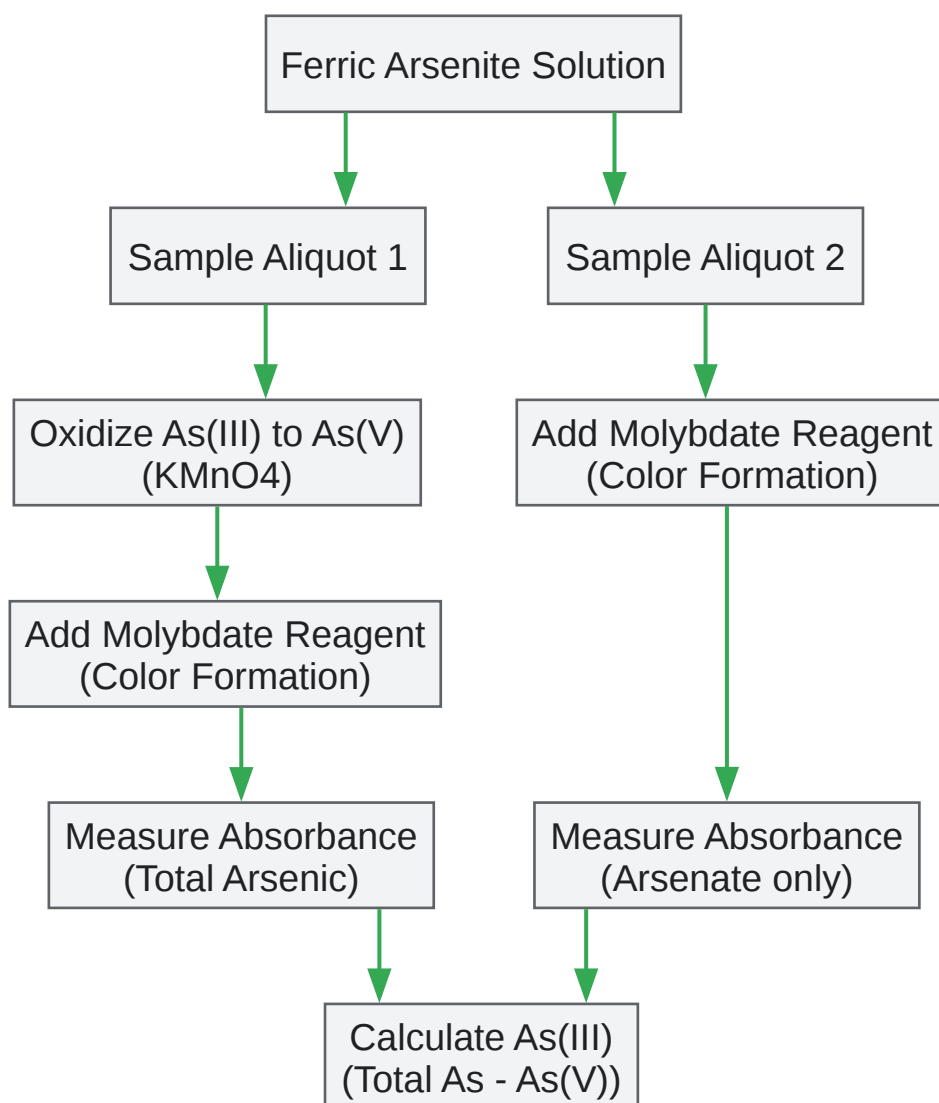 Ferric Arsenite Solution
Sample Aliquot 1
Sample Aliquot 2
Oxidize As(III) to As(V)
(KMnO4)
Add Molybdate Reagent
(Color Formation)
Add Molybdate Reagent
(Color Formation)
Measure Absorbance
(Total Arsenic)
Measure Absorbance
(Arsenate only)
Calculate As(III)
(Total As - As(V))